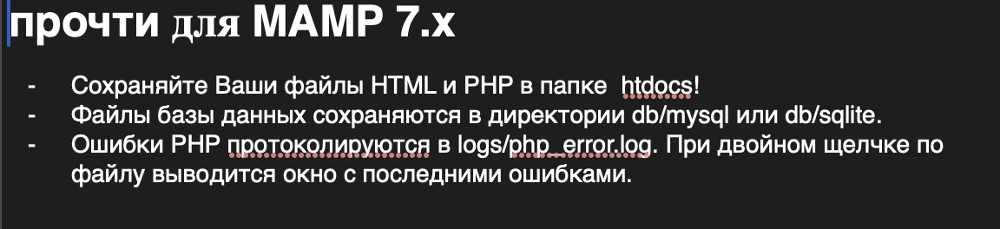 прочти для MAMP 7.x
- Сохраняйте Ваши файлы HTML и PHP в папке  htdocs!
- Файлы базы данных сохраняются в директории db/mysql или db/sqlite.
- Ошибки PHP протоколируются в logs/php_error.log. При двойном щелчке по
файлу выводится окно с последними ошибками.